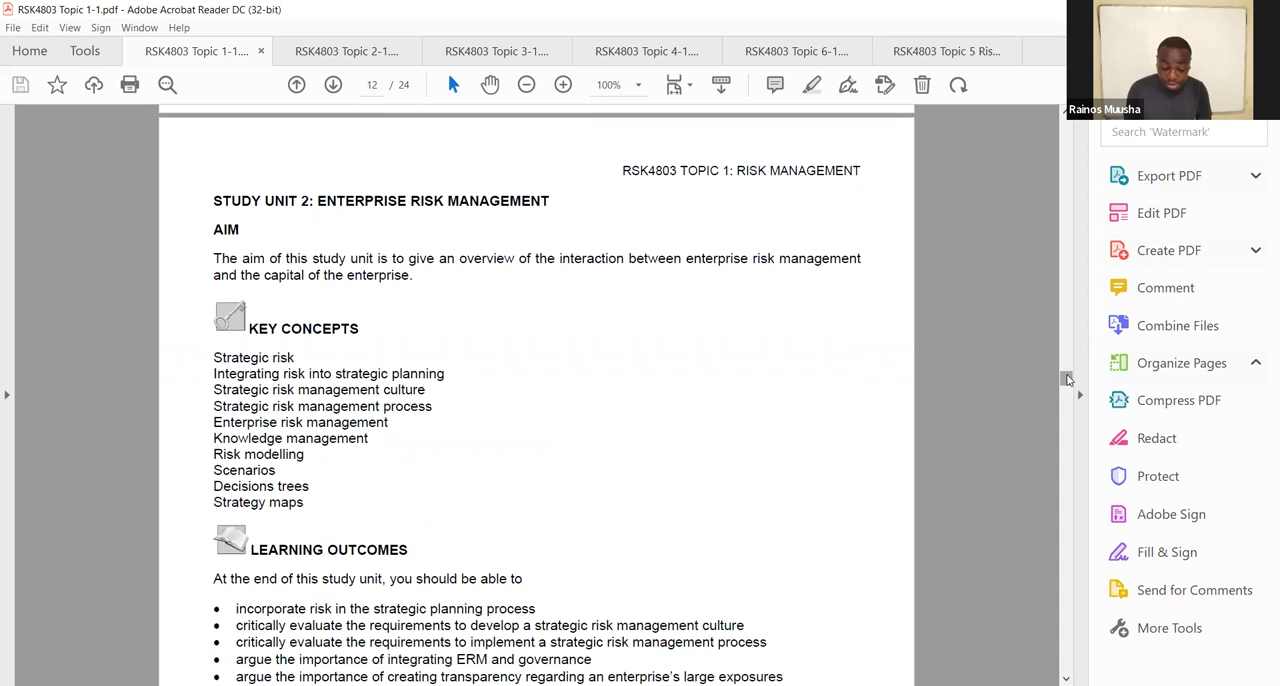 RSK4803 Topic 1-1.pdf - Adobe Acrobat Reader DC (32-bit)
File Edit View Sign Window Help
Home Tools RSK4803 Topic 1-1.... × RSK4803 Topic 2-1.... RSK4803 Topic 3-1.... RSK4803 Topic 4-1.... RSK4803 Topic 6-1.... RSK4803 Topic 5 Ris...
12 / 24 100%
Rainos Muusha
Search 'Watermark'
Export PDF
Edit PDF
Create PDF
Comment
Combine Files
Organize Pages
Compress PDF
Redact
Protect
Adobe Sign
Fill & Sign
Send for Comments
More Tools
RSK4803 TOPIC 1: RISK MANAGEMENT
STUDY UNIT 2: ENTERPRISE RISK MANAGEMENT
AIM
The aim of this study unit is to give an overview of the interaction between enterprise risk management
and the capital of the enterprise.
KEY CONCEPTS
Strategic risk
Integrating risk into strategic planning
Strategic risk management culture
Strategic risk management process
Enterprise risk management
Knowledge management
Risk modelling
Scenarios
Decisions trees
Strategy maps
LEARNING OUTCOMES
At the end of this study unit, you should be able to
• incorporate risk in the strategic planning process
• critically evaluate the requirements to develop a strategic risk management culture
• critically evaluate the requirements to implement a strategic risk management process
• argue the importance of integrating ERM and governance
• argue the importance of creating transparency regarding an enterprise's large exposures